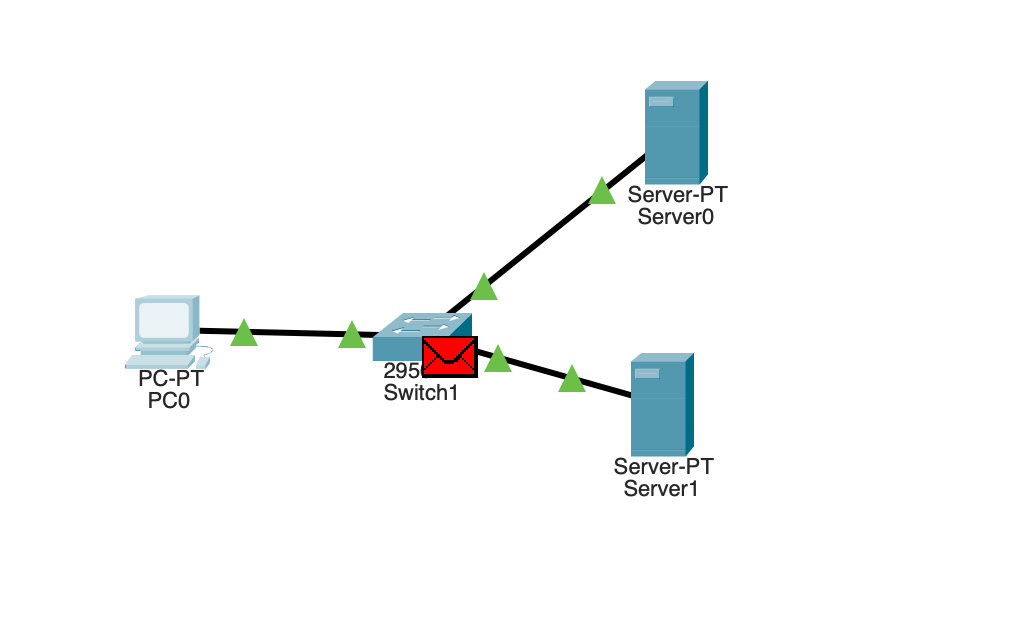 Server-PT
Server0
PC-PT
PC0
Switch1
Server-PT
Server1